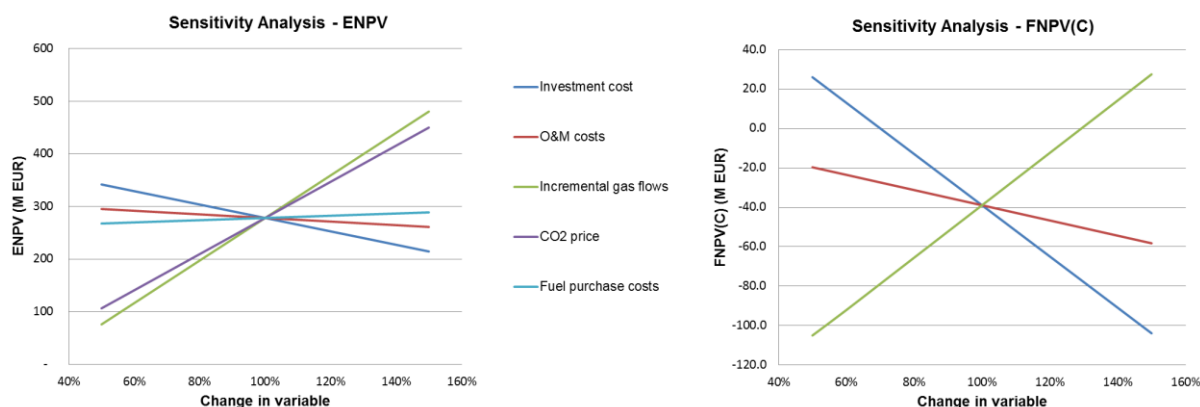 Sensitivity Analysis - ENPV
600
500
400
300
200
100
-
40%
60%
80%
100%
120%
140%
160%
ENPV (M EUR)
Change in variable
Investment cost
O&M costs
Incremental gas flows
CO2 price
Fuel purchase costs
Sensitivity Analysis - FNPV(C)
40.0
20.0
0.0
-20.0
-40.0
-60.0
-80.0
-100.0
-120.0
40%
60%
80%
100%
120%
140%
160%
FNPV(C) (M EUR)
Change in variable